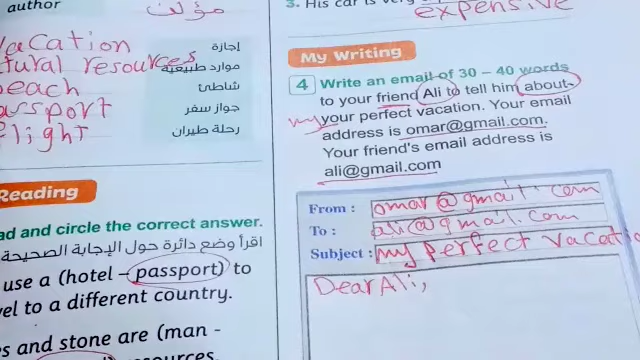 author
مؤلف
vacation
إجازة
natural resources
موارد طبيعية
beach
شاطئ
passport
جواز سفر
flight
رحلة طيران
Reading
ad and circle the correct answer.
اقرأ وضع دائرة حول الإجابة الصحيحة
use a (hotel – passport) to
vel to a different country.
s and stone are (man -
resources
3. His car is very
expensive
My Writing
4 Write an email of 30 – 40 words
to your friend Ali to tell him about
my your perfect vacation. Your email
address is omar@gmail.com.
Your friend's email address is
ali@gmail.com
From : omar@gmail.com
To : ali@gmail.com
Subject : My perfect vacatio
Dear Ali,